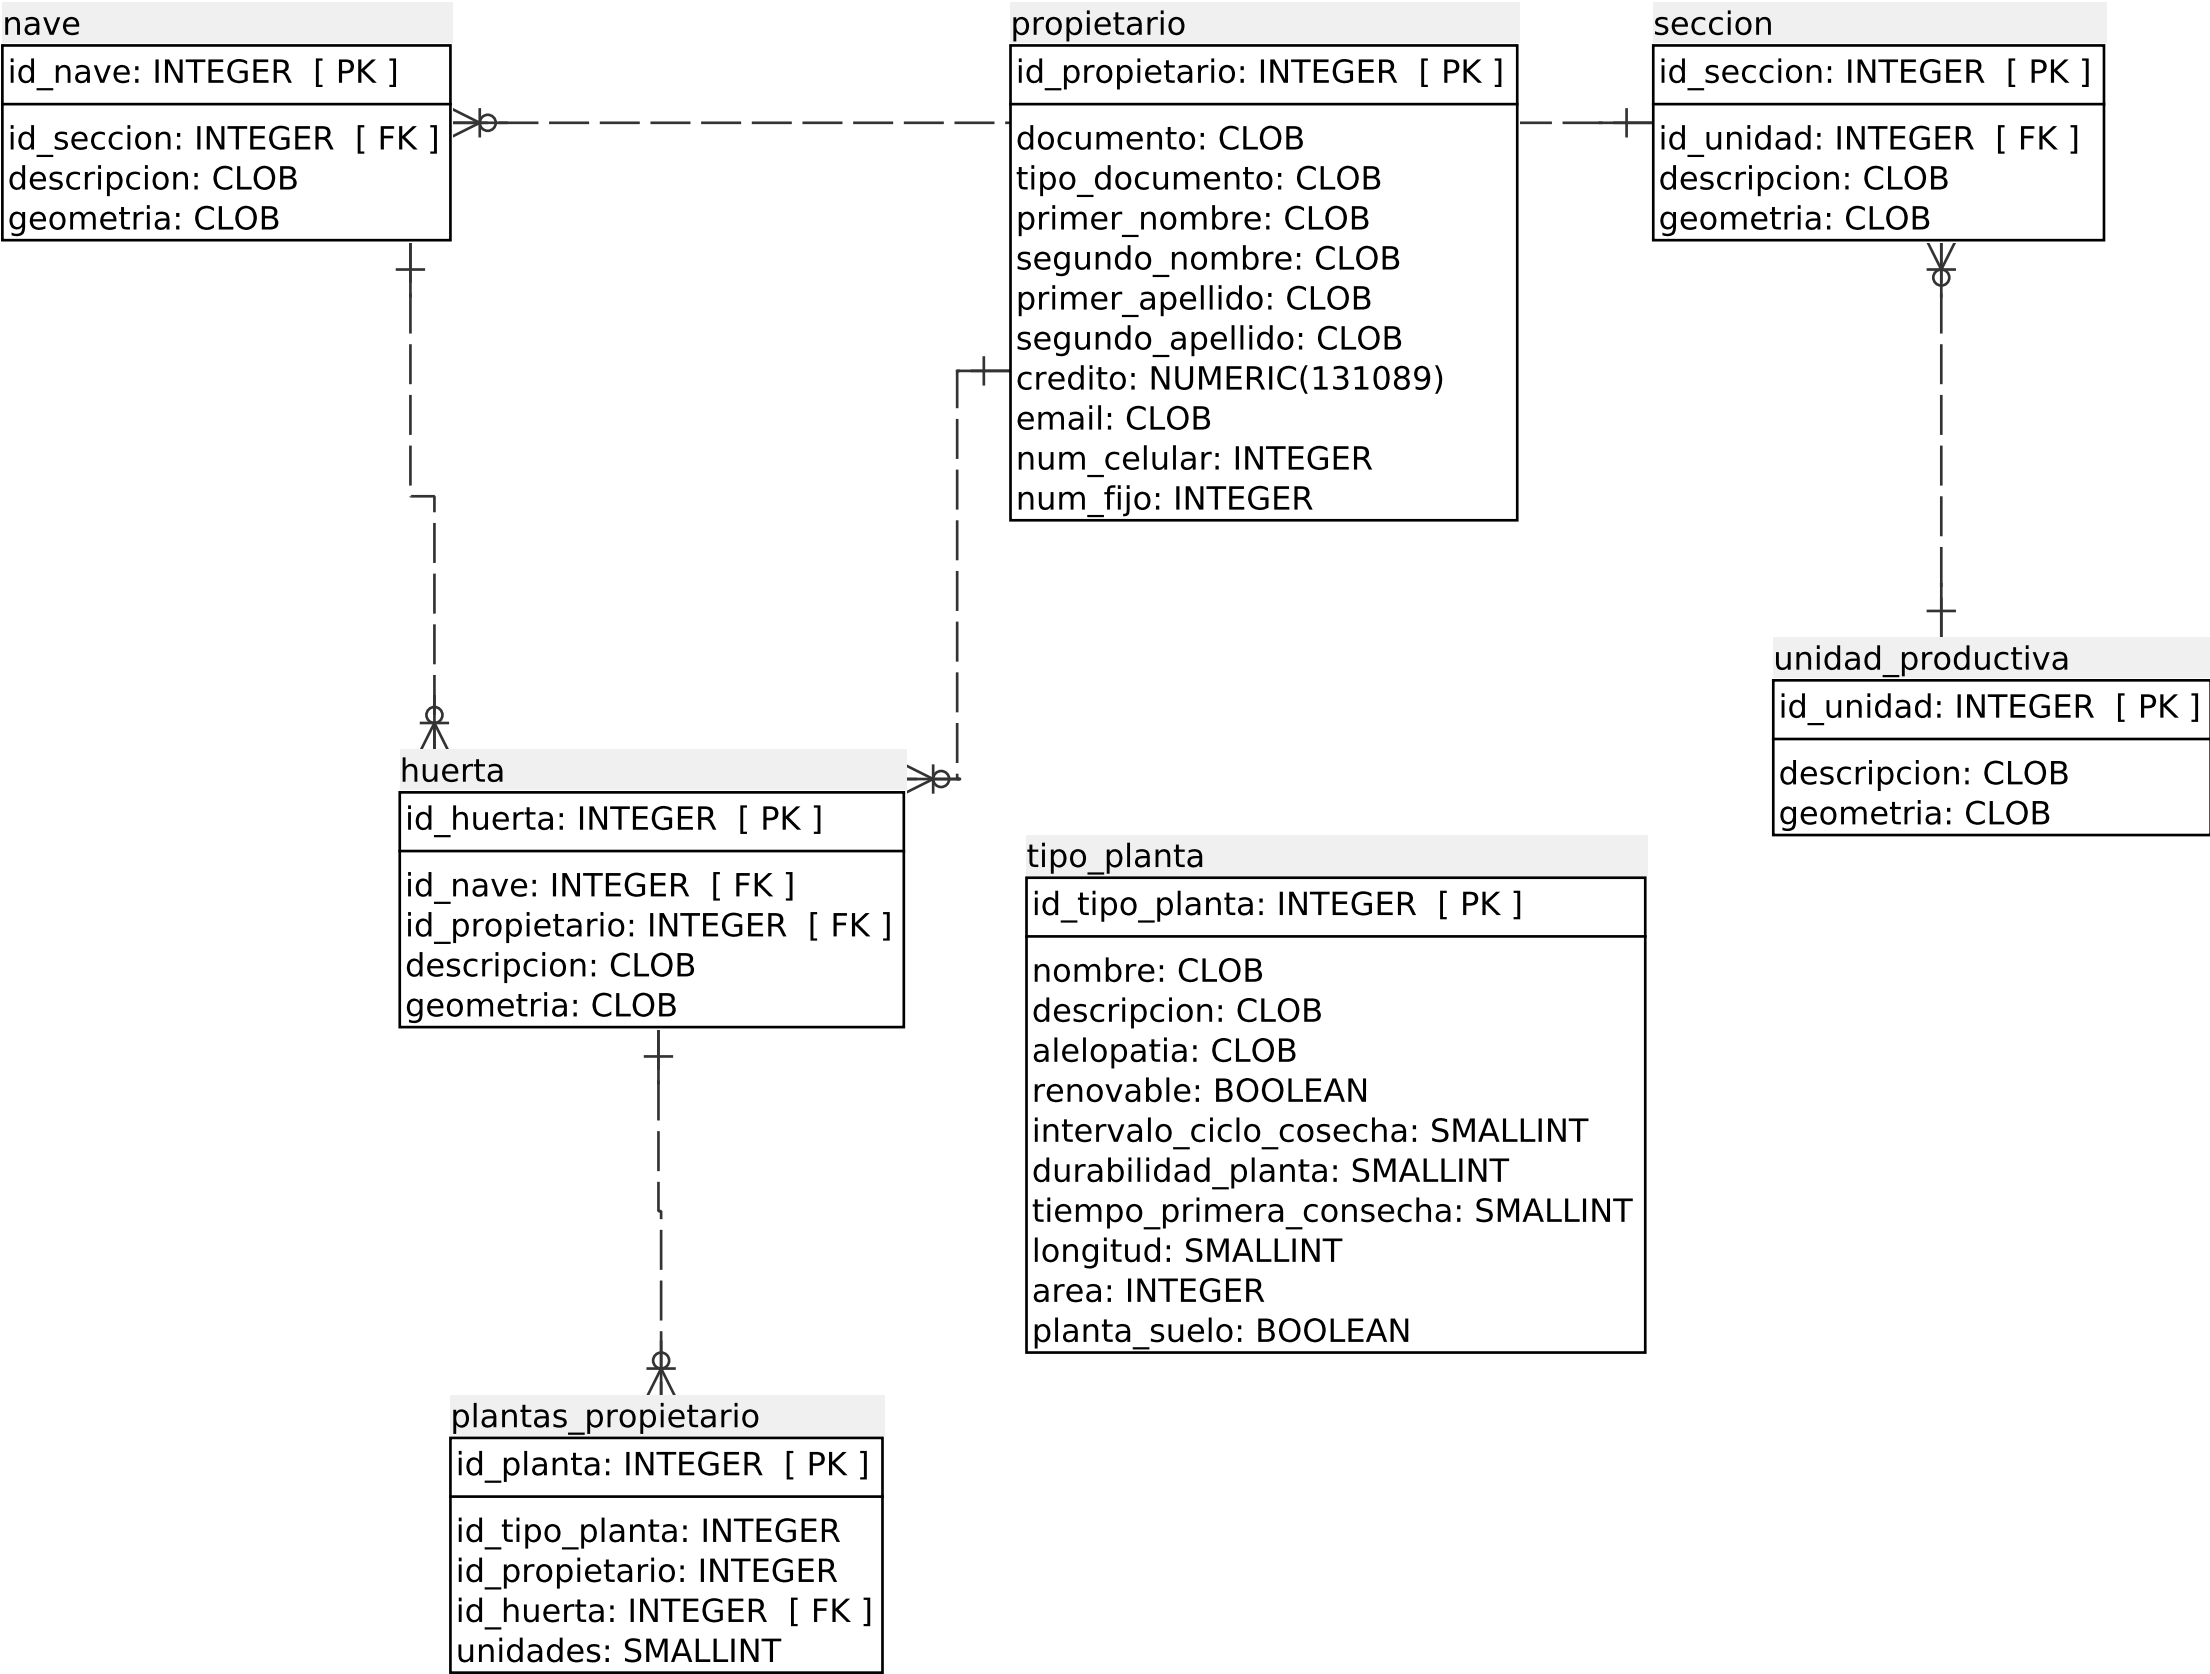 nave
id_nave: INTEGER  [ PK ]
id_seccion: INTEGER  [ FK ]
descripcion: CLOB
geometria: CLOB
propietario
id_propietario: INTEGER  [ PK ]
documento: CLOB
tipo_documento: CLOB
primer_nombre: CLOB
segundo_nombre: CLOB
primer_apellido: CLOB
segundo_apellido: CLOB
credito: NUMERIC(131089)
email: CLOB
num_celular: INTEGER
num_fijo: INTEGER
seccion
id_seccion: INTEGER  [ PK ]
id_unidad: INTEGER  [ FK ]
descripcion: CLOB
geometria: CLOB
unidad_productiva
id_unidad: INTEGER  [ PK ]
descripcion: CLOB
geometria: CLOB
huerta
id_huerta: INTEGER  [ PK ]
id_nave: INTEGER  [ FK ]
id_propietario: INTEGER  [ FK ]
descripcion: CLOB
geometria: CLOB
tipo_planta
id_tipo_planta: INTEGER  [ PK ]
nombre: CLOB
descripcion: CLOB
alelopatia: CLOB
renovable: BOOLEAN
intervalo_ciclo_cosecha: SMALLINT
durabilidad_planta: SMALLINT
tiempo_primera_consecha: SMALLINT
longitud: SMALLINT
area: INTEGER
planta_suelo: BOOLEAN
plantas_propietario
id_planta: INTEGER  [ PK ]
id_tipo_planta: INTEGER
id_propietario: INTEGER
id_huerta: INTEGER  [ FK ]
unidades: SMALLINT